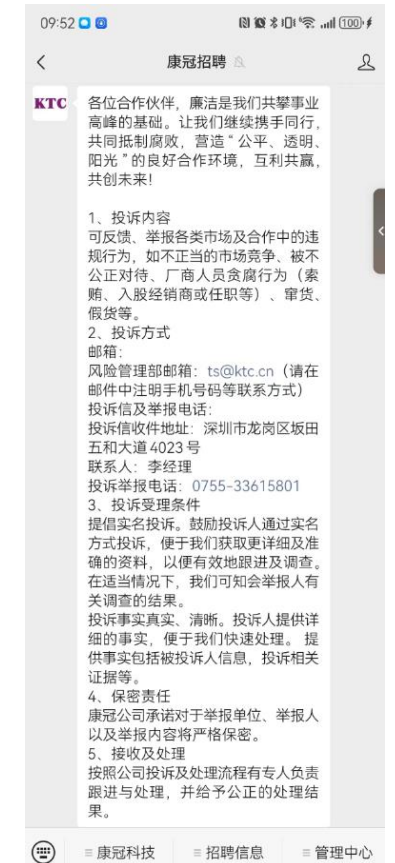 09:52
100
康冠招聘
KTC
各位合作伙伴，廉洁是我们共攀事业
高峰的基础。让我们继续携手同行，
共同抵制腐败，营造“公平、透明、
阳光”的良好合作环境，互利共赢，
共创未来!
1、投诉内容
可反馈、举报各类市场及合作中的违
规行为，如不正当的市场竞争、被不
公正对待、厂商人员贪腐行为（索
贿、入股经销商或任职等）、窜货、
假货等。
2、投诉方式
邮箱：
风险管理部邮箱：ts@ktc.cn（请在
邮件中注明手机号码等联系方式）
投诉信及举报电话：
投诉信收件地址：深圳市龙岗区坂田
五和大道4023号
联系人：李经理
投诉举报电话：0755-33615801
3、投诉受理条件
提倡实名投诉。鼓励投诉人通过实名
方式投诉，便于我们获取更详细及准
确的资料，以便有效地跟进及调查。
在适当情况下，我们可知会举报人有
关调查的结果。
投诉事实真实、清晰。投诉人提供详
细的事实，便于我们快速处理。 提
供事实包括被投诉人信息，投诉相关
证据等。
4、保密责任
康冠公司承诺对于举报单位、举报人
以及举报内容将严格保密。
5、接收及处理
按照公司投诉及处理流程有专人负责
跟进与处理，并给予公正的处理结
果。
康冠科技
招聘信息
管理中心